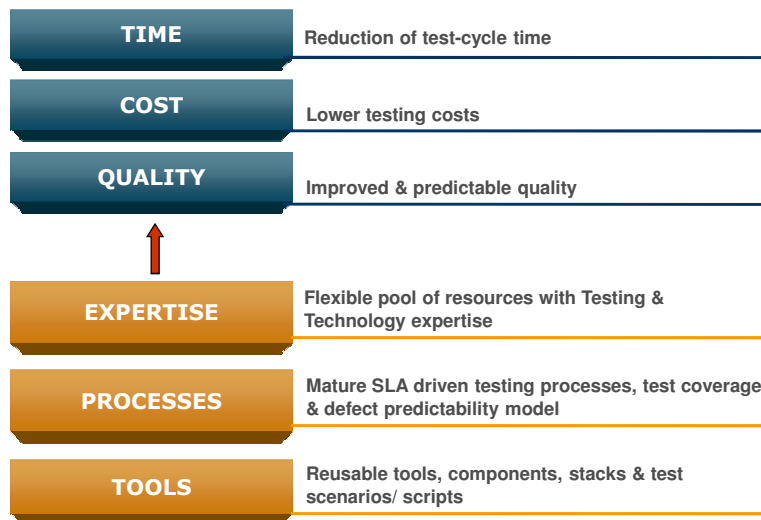 TIME
Reduction of test-cycle time
COST
Lower testing costs
QUALITY
Improved & predictable quality
EXPERTISE
Flexible pool of resources with Testing &
Technology expertise
PROCESSES
Mature SLA driven testing processes, test coverage
& defect predictability model
TOOLS
Reusable tools, components, stacks & test
scenarios/ scripts